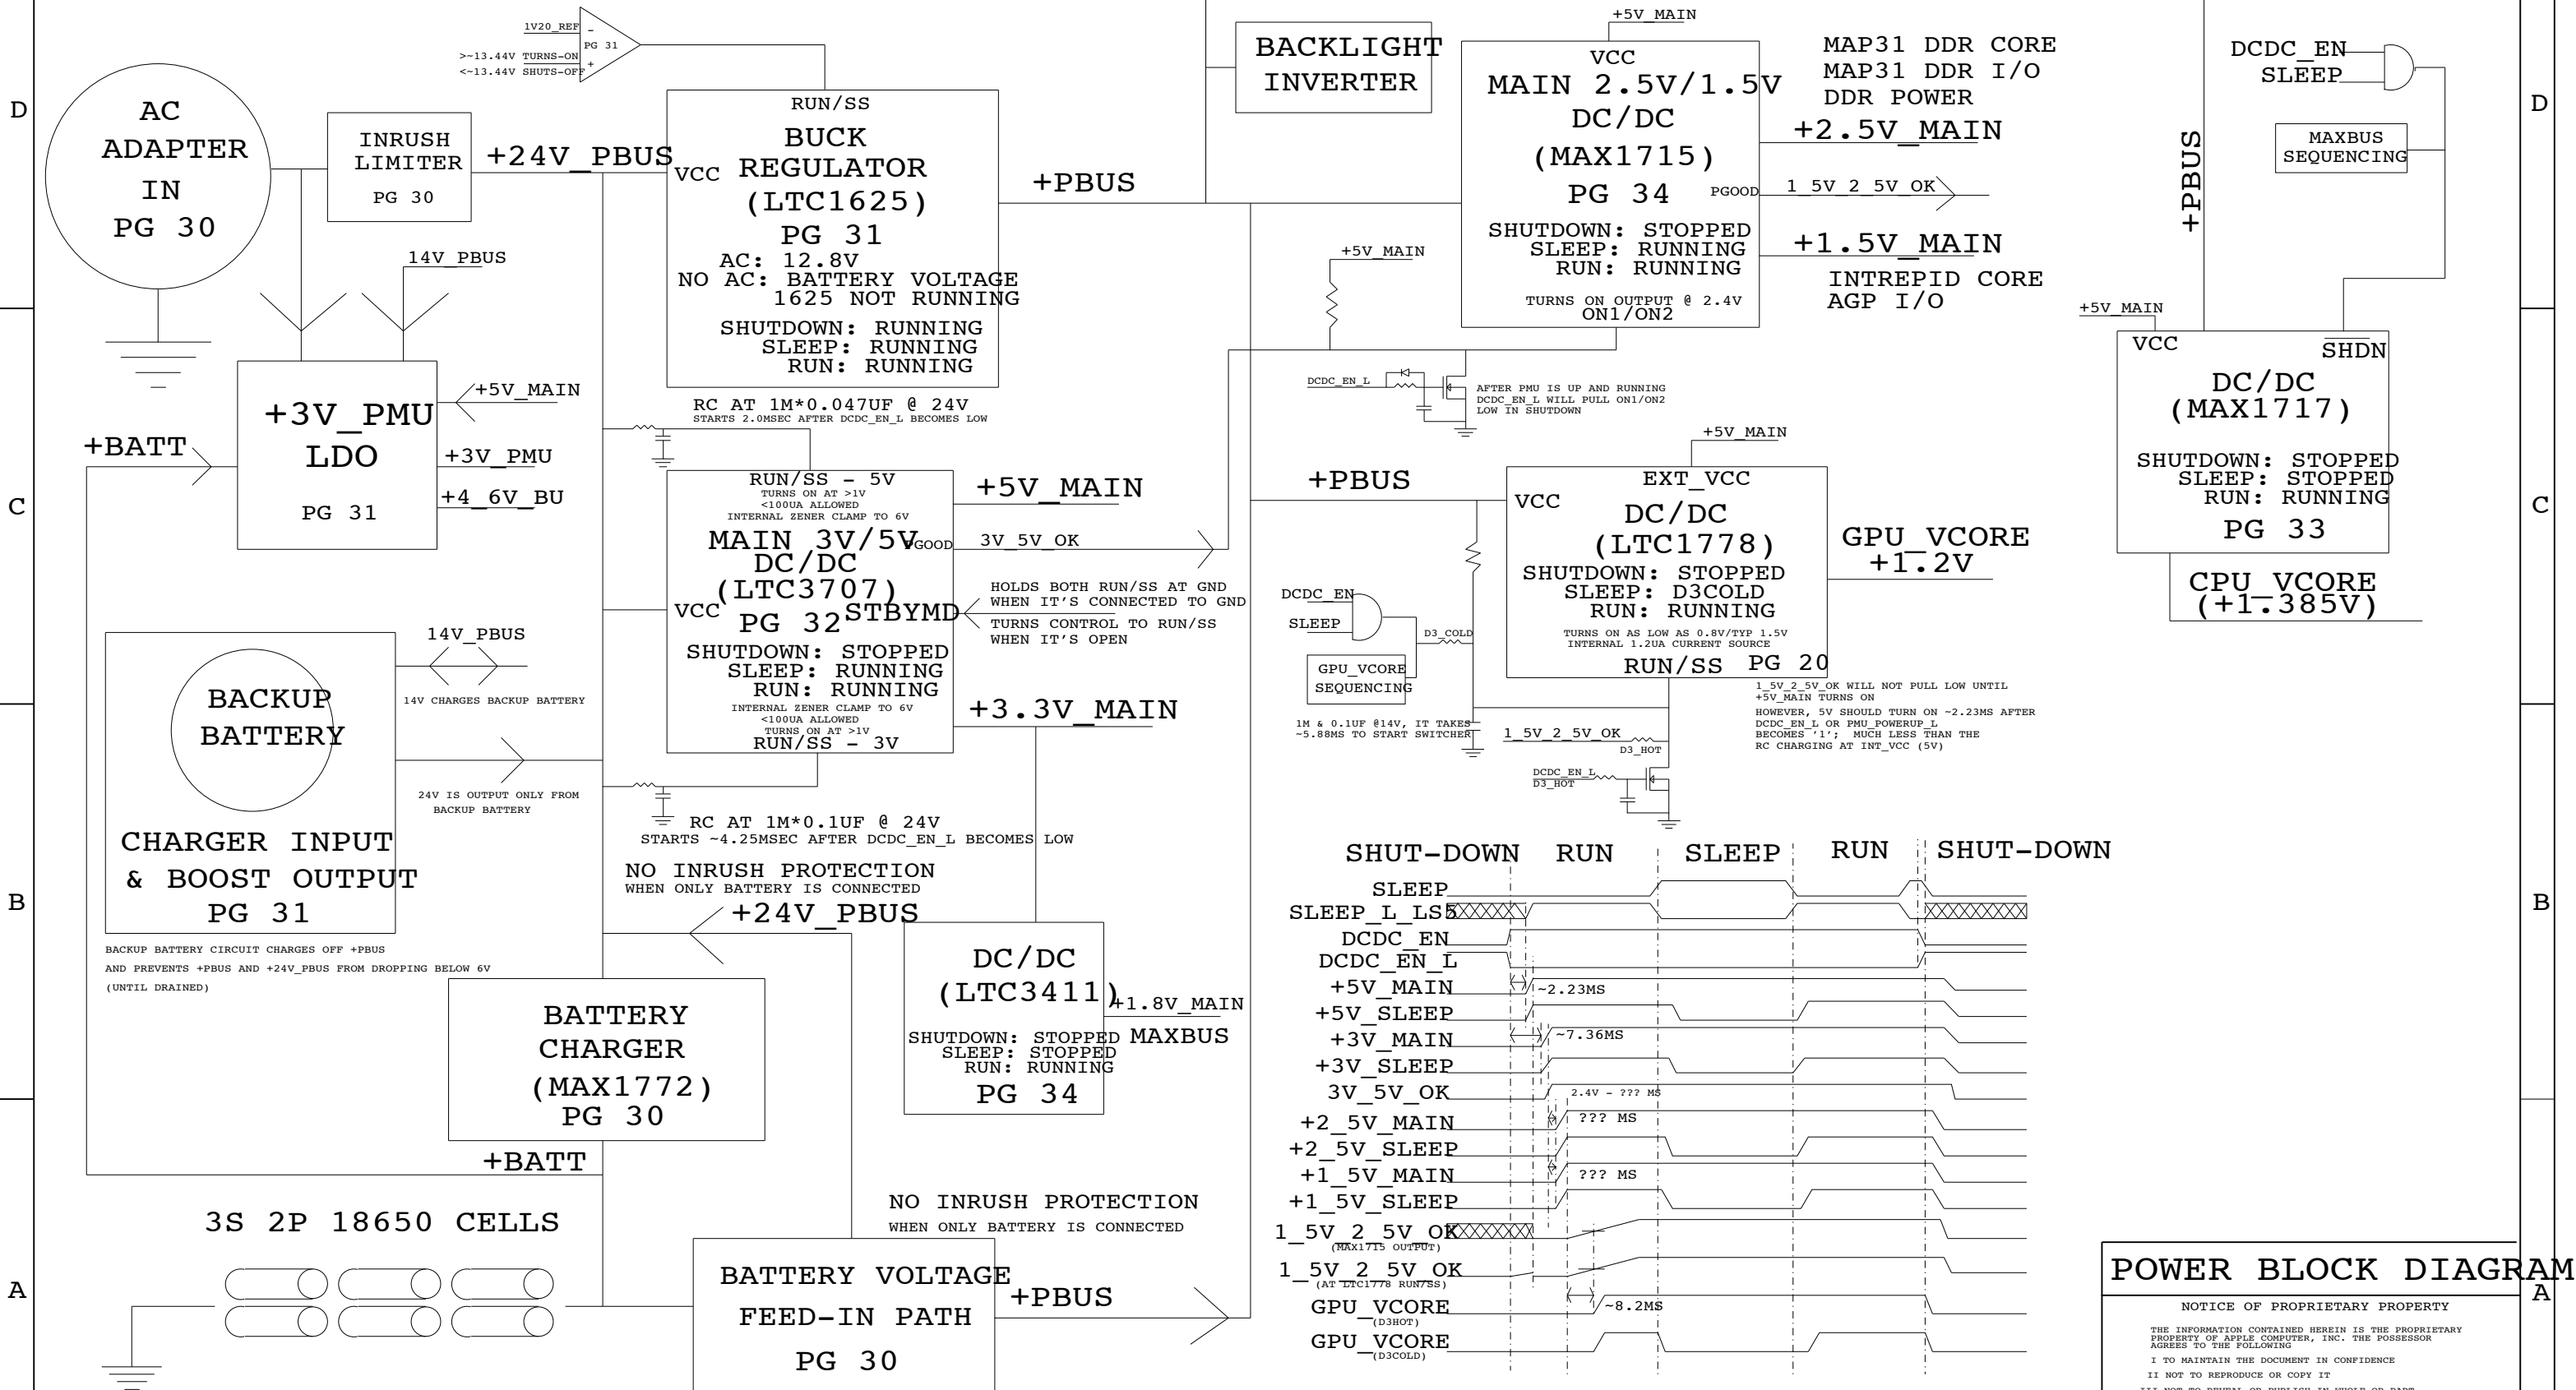 D
AC
ADAPTER
IN
PG 30
INRUSH
LIMITER
PG 30
+24V_PBUS
1V20_REF
-
PG 31
>~13.44V TURNS-ON
<~13.44V SHUTS-OFF
+
RUN/SS
BUCK
REGULATOR
VCC
(LTC1625)
PG 31
AC: 12.8V
NO AC: BATTERY VOLTAGE
1625 NOT RUNNING
SHUTDOWN: RUNNING
SLEEP: RUNNING
RUN: RUNNING
+PBUS
BACKLIGHT
INVERTER
+5V_MAIN
VCC
MAIN 2.5V/1.5V
DC/DC
(MAX1715)
PG 34
PGOOD
SHUTDOWN: STOPPED
SLEEP: RUNNING
RUN: RUNNING
TURNS ON OUTPUT @ 2.4V
ON1/ON2
MAP31 DDR CORE
MAP31 DDR I/O
DDR POWER
+2.5V_MAIN
1_5V_2_5V_OK
+1.5V_MAIN
INTREPID CORE
AGP I/O
+PBUS
DCDC_EN
SLEEP
MAXBUS
SEQUENCING
D
14V_PBUS
+3V_PMU
LDO
PG 31
+5V_MAIN
+3V_PMU
+4_6V_BU
+BATT
C
RC AT 1M*0.047UF @ 24V
STARTS 2.0MSEC AFTER DCDC_EN_L BECOMES LOW
RUN/SS - 5V
TURNS ON AT >1V
<100UA ALLOWED
INTERNAL ZENER CLAMP TO 6V
MAIN 3V/5V
PGOOD
DC/DC
(LTC3707)
VCC
STBYMD
PG 32
SHUTDOWN: STOPPED
SLEEP: RUNNING
RUN: RUNNING
INTERNAL ZENER CLAMP TO 6V
<100UA ALLOWED
TURNS ON AT >1V
RUN/SS - 3V
+5V_MAIN
3V_5V_OK
HOLDS BOTH RUN/SS AT GND
WHEN IT'S CONNECTED TO GND
TURNS CONTROL TO RUN/SS
WHEN IT'S OPEN
+3.3V_MAIN
+5V_MAIN
DCDC_EN_L
AFTER PMU IS UP AND RUNNING
DCDC_EN_L WILL PULL ON1/ON2
LOW IN SHUTDOWN
+PBUS
+5V_MAIN
EXT_VCC
VCC
DC/DC
(LTC1778)
SHUTDOWN: STOPPED
SLEEP: D3COLD
RUN: RUNNING
TURNS ON AS LOW AS 0.8V/TYP 1.5V
INTERNAL 1.2UA CURRENT SOURCE
RUN/SS
PG 20
GPU_VCORE
+1.2V
DCDC_EN
SLEEP
D3_COLD
GPU_VCORE
SEQUENCING
1M & 0.1UF @14V, IT TAKES
~5.88MS TO START SWITCHER
1_5V_2_5V_OK
D3_HOT
DCDC_EN_L
D3_HOT
1_5V_2_5V_OK WILL NOT PULL LOW UNTIL
+5V_MAIN TURNS ON
HOWEVER, 5V SHOULD TURN ON ~2.23MS AFTER
DCDC_EN_L OR PMU_POWERUP_L
BECOMES '1'; MUCH LESS THAN THE
RC CHARGING AT INT_VCC (5V)
+5V_MAIN
VCC
SHDN
DC/DC
(MAX1717)
SHUTDOWN: STOPPED
SLEEP: STOPPED
RUN: RUNNING
PG 33
CPU_VCORE
(+1.385V)
C
BACKUP
BATTERY
CHARGER INPUT
& BOOST OUTPUT
PG 31
14V_PBUS
14V CHARGES BACKUP BATTERY
24V IS OUTPUT ONLY FROM
BACKUP BATTERY
BACKUP BATTERY CIRCUIT CHARGES OFF +PBUS
AND PREVENTS +PBUS AND +24V_PBUS FROM DROPPING BELOW 6V
(UNTIL DRAINED)
B
RC AT 1M*0.1UF @ 24V
STARTS ~4.25MSEC AFTER DCDC_EN_L BECOMES LOW
NO INRUSH PROTECTION
WHEN ONLY BATTERY IS CONNECTED
+24V_PBUS
BATTERY
CHARGER
(MAX1772)
PG 30
DC/DC
(LTC3411)
SHUTDOWN: STOPPED
SLEEP: STOPPED
RUN: RUNNING
PG 34
+1.8V_MAIN
MAXBUS
+BATT
3S 2P 18650 CELLS
NO INRUSH PROTECTION
WHEN ONLY BATTERY IS CONNECTED
BATTERY VOLTAGE
FEED-IN PATH
PG 30
+PBUS
A
SHUT-DOWN RUN SLEEP RUN SHUT-DOWN
SLEEP
SLEEP_L_LS5
DCDC_EN
DCDC_EN_L
+5V_MAIN
~2.23MS
+5V_SLEEP
+3V_MAIN
~7.36MS
+3V_SLEEP
3V_5V_OK
2.4V - ??? MS
+2_5V_MAIN
??? MS
+2_5V_SLEEP
+1_5V_MAIN
??? MS
+1_5V_SLEEP
1_5V_2_5V_OK
(MAX1715 OUTPUT)
1_5V_2_5V_OK
(AT LTC1778 RUN/SS)
GPU_VCORE
~8.2MS
(D3HOT)
GPU_VCORE
(D3COLD)
B
POWER BLOCK DIAGRAM
A
NOTICE OF PROPRIETARY PROPERTY
THE INFORMATION CONTAINED HEREIN IS THE PROPRIETARY
PROPERTY OF APPLE COMPUTER, INC. THE POSSESSOR
AGREES TO THE FOLLOWING
I TO MAINTAIN THE DOCUMENT IN CONFIDENCE
II NOT TO REPRODUCE OR COPY IT